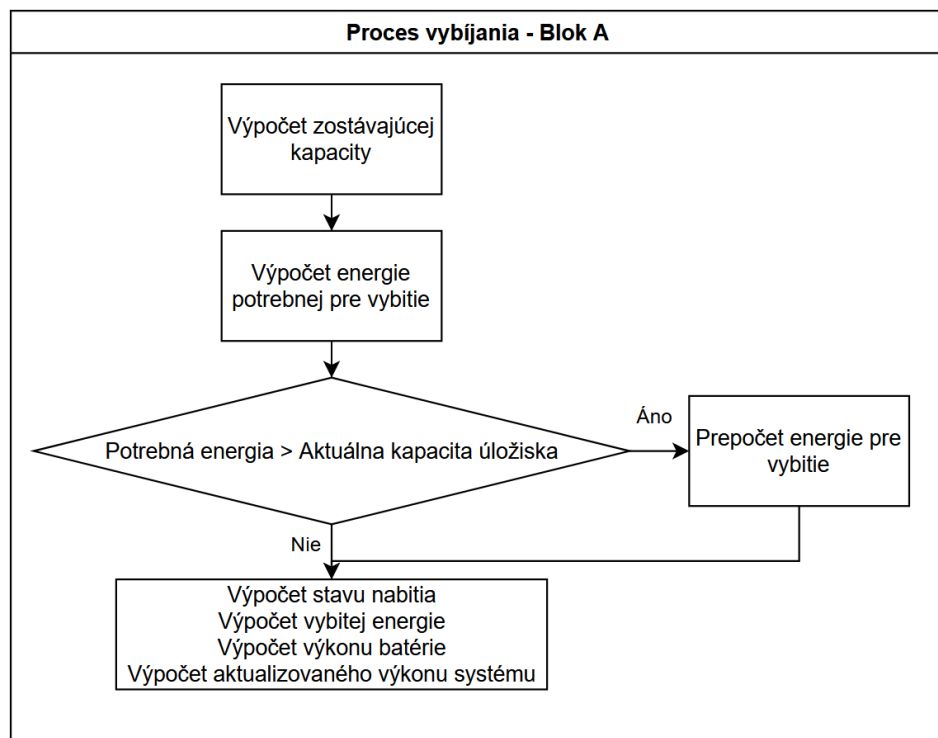 Proces vybíjania - Blok A
Výpočet zostávajúcej
kapacity
Výpočet energie
potrebnej pre vybitie
Potrebná energia > Aktuálna kapacita úložiska
Áno
Prepočet energie pre
vybitie
Nie
Výpočet stavu nabitia
Výpočet vybitej energie
Výpočet výkonu batérie
Výpočet aktualizovaného výkonu systému